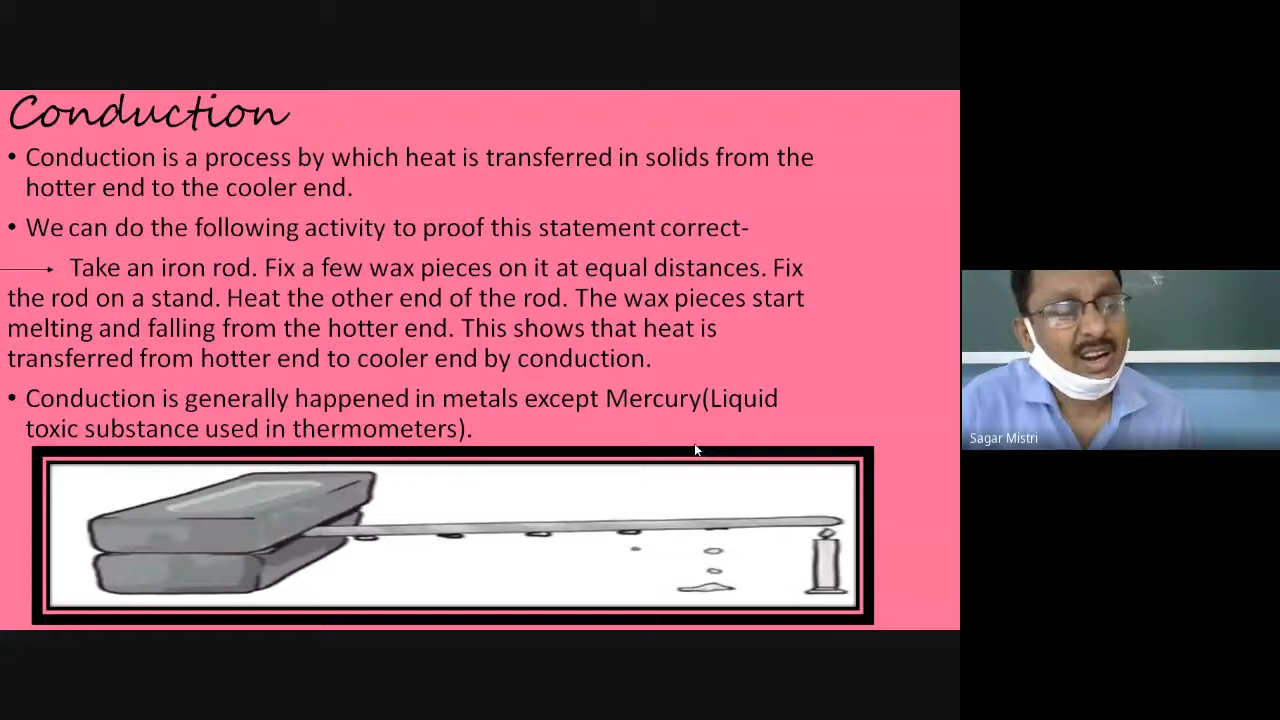 Conduction
• Conduction is a process by which heat is transferred in solids from the
hotter end to the cooler end.
• We can do the following activity to proof this statement correct-
Take an iron rod. Fix a few wax pieces on it at equal distances. Fix
the rod on a stand. Heat the other end of the rod. The wax pieces start
melting and falling from the hotter end. This shows that heat is
transferred from hotter end to cooler end by conduction.
• Conduction is generally happened in metals except Mercury(Liquid
toxic substance used in thermometers).
Sagar Mistri